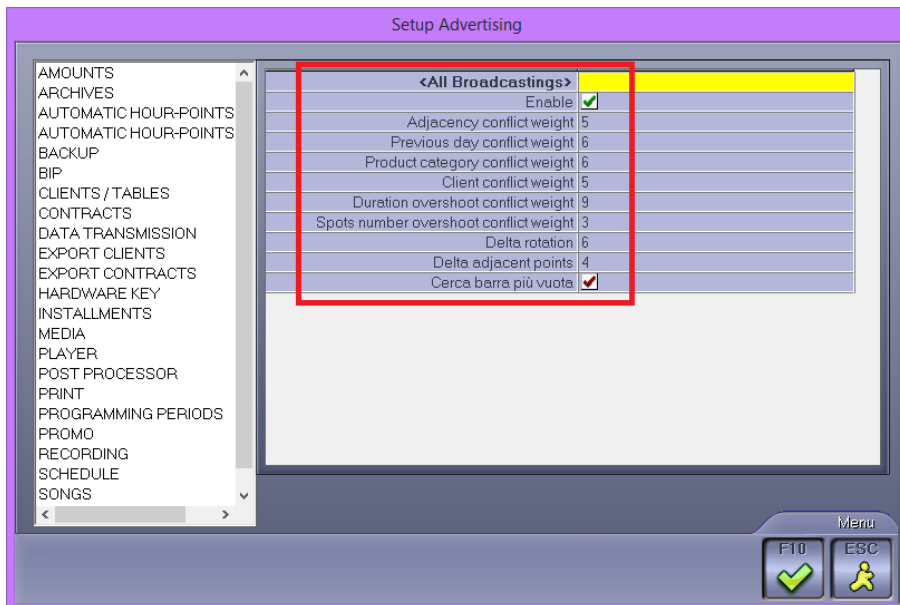 Setup Advertising
AMOUNTS
ARCHIVES
AUTOMATIC HOUR-POINTS
AUTOMATIC HOUR-POINTS
BACKUP
BIP
CLIENTS / TABLES
CONTRACTS
DATA TRANSMISSION
EXPORT CLIENTS
EXPORT CONTRACTS
HARDWARE KEY
INSTALLMENTS
MEDIA
PLAYER
POST PROCESSOR
PRINT
PROGRAMMING PERIODS
PROMO
RECORDING
SCHEDULE
SONGS
<All Broadcastings>
Enable
Adjacency conflict weight 5
Previous day conflict weight 6
Product category conflict weight 6
Client conflict weight 5
Duration overshoot conflict weight 9
Spots number overshoot conflict weight 3
Delta rotation 6
Delta adjacent points 4
Cerca barra più vuota
Menu
F10 ESC